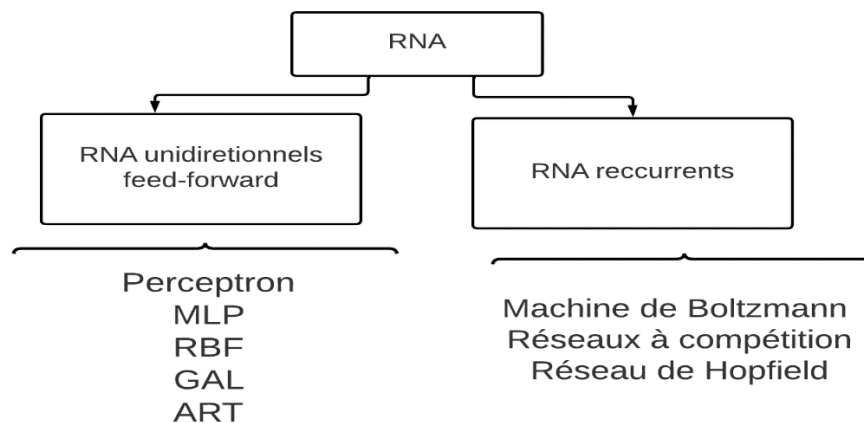 RNA
RNA unidiretionnels
feed-forward
RNA reccurrents
Perceptron
MLP
RBF
GAL
ART
Machine de Boltzmann
Réseaux à compétition
Réseau de Hopfield